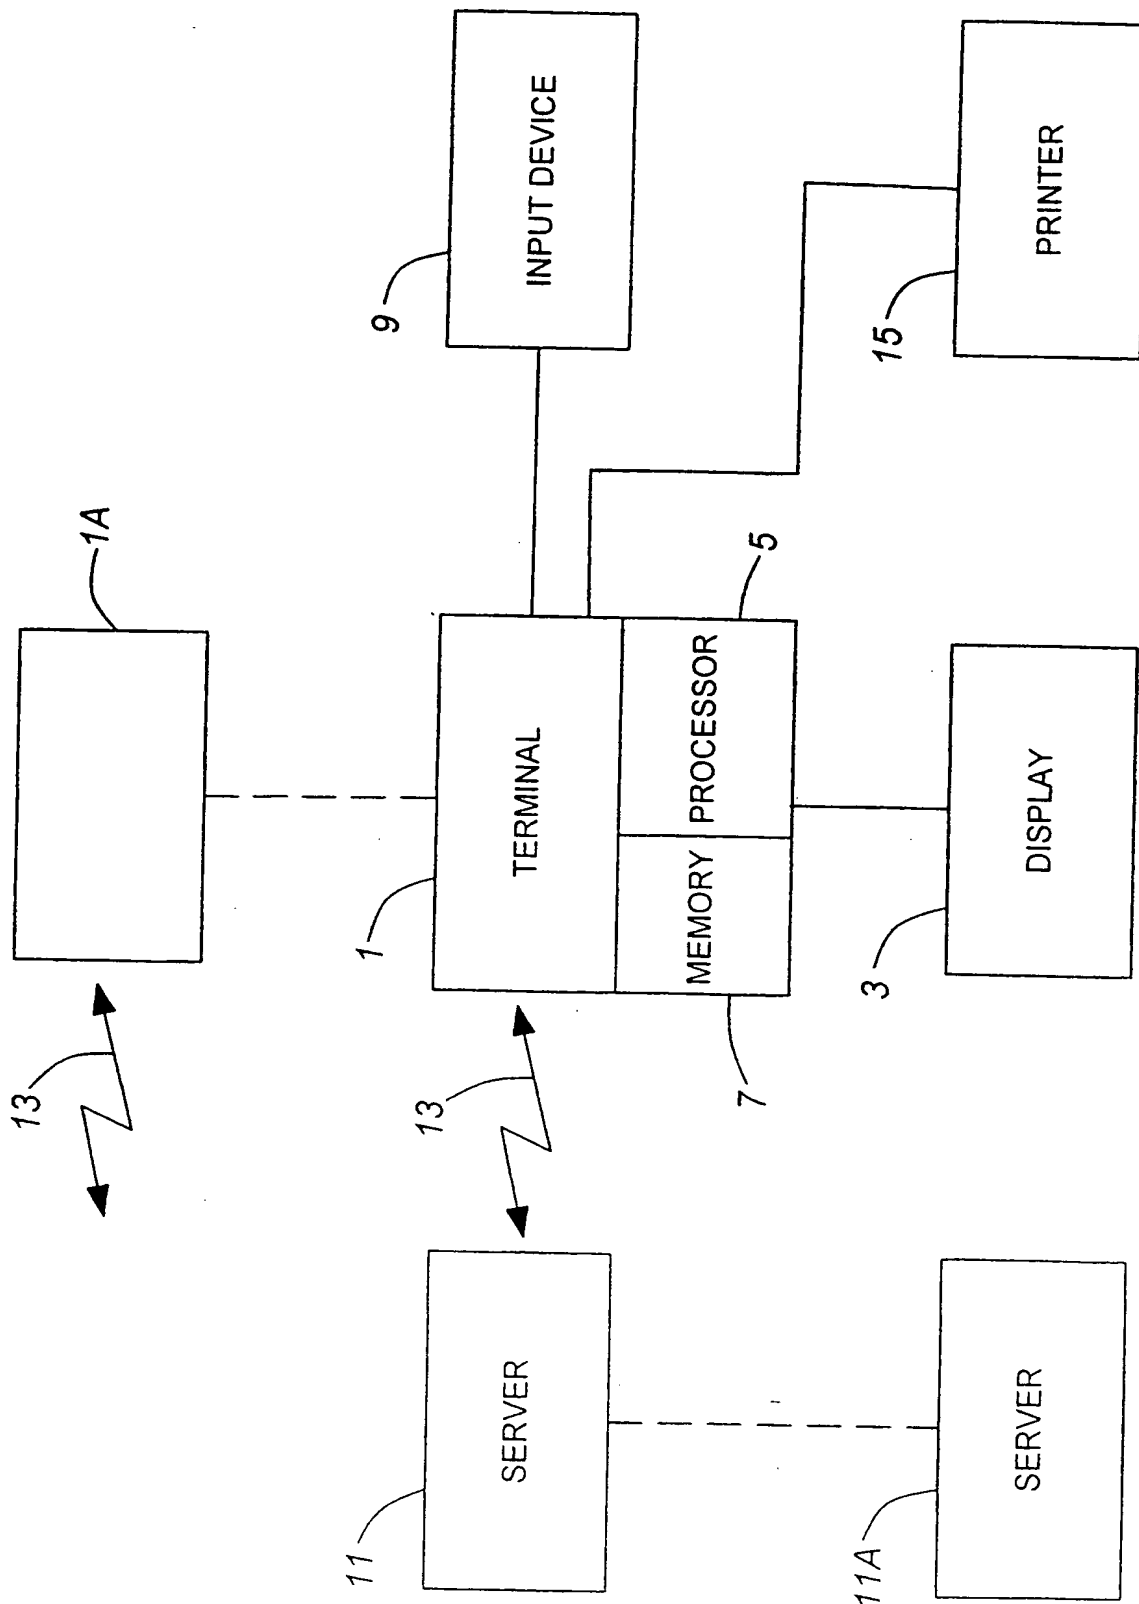 13
1A
11
SERVER
13
1
TERMINAL
MEMORY
PROCESSOR
7
5
9
INPUT DEVICE
11A
SERVER
3
DISPLAY
15
PRINTER